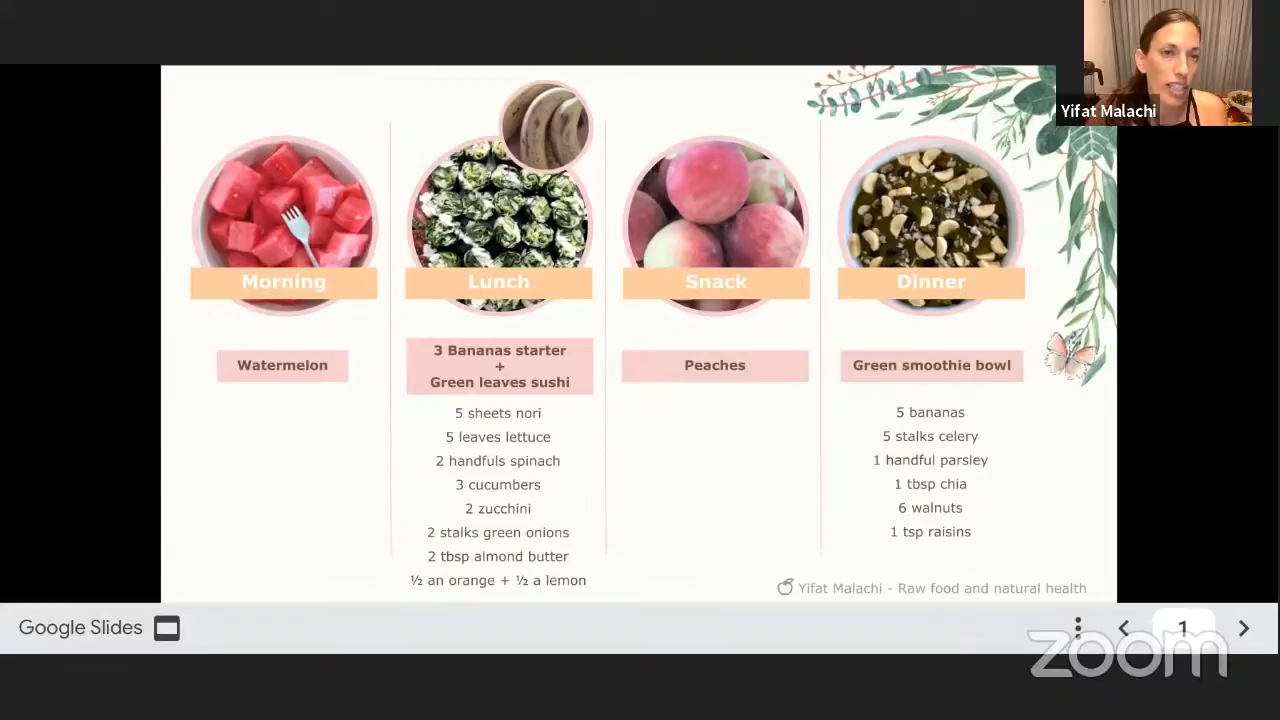 Yifat Malachi
Morning
Lunch
Snack
Dinner
Watermelon
3 Bananas starter
+
Green leaves sushi
5 sheets nori
5 leaves lettuce
2 handfuls spinach
3 cucumbers
2 zucchini
2 stalks green onions
2 tbsp almond butter
½ an orange + ½ a lemon
Peaches
Green smoothie bowl
5 bananas
5 stalks celery
1 handful parsley
1 tbsp chia
6 walnuts
1 tsp raisins
Yifat Malachi - Raw food and natural health
Google Slides
1
zoom